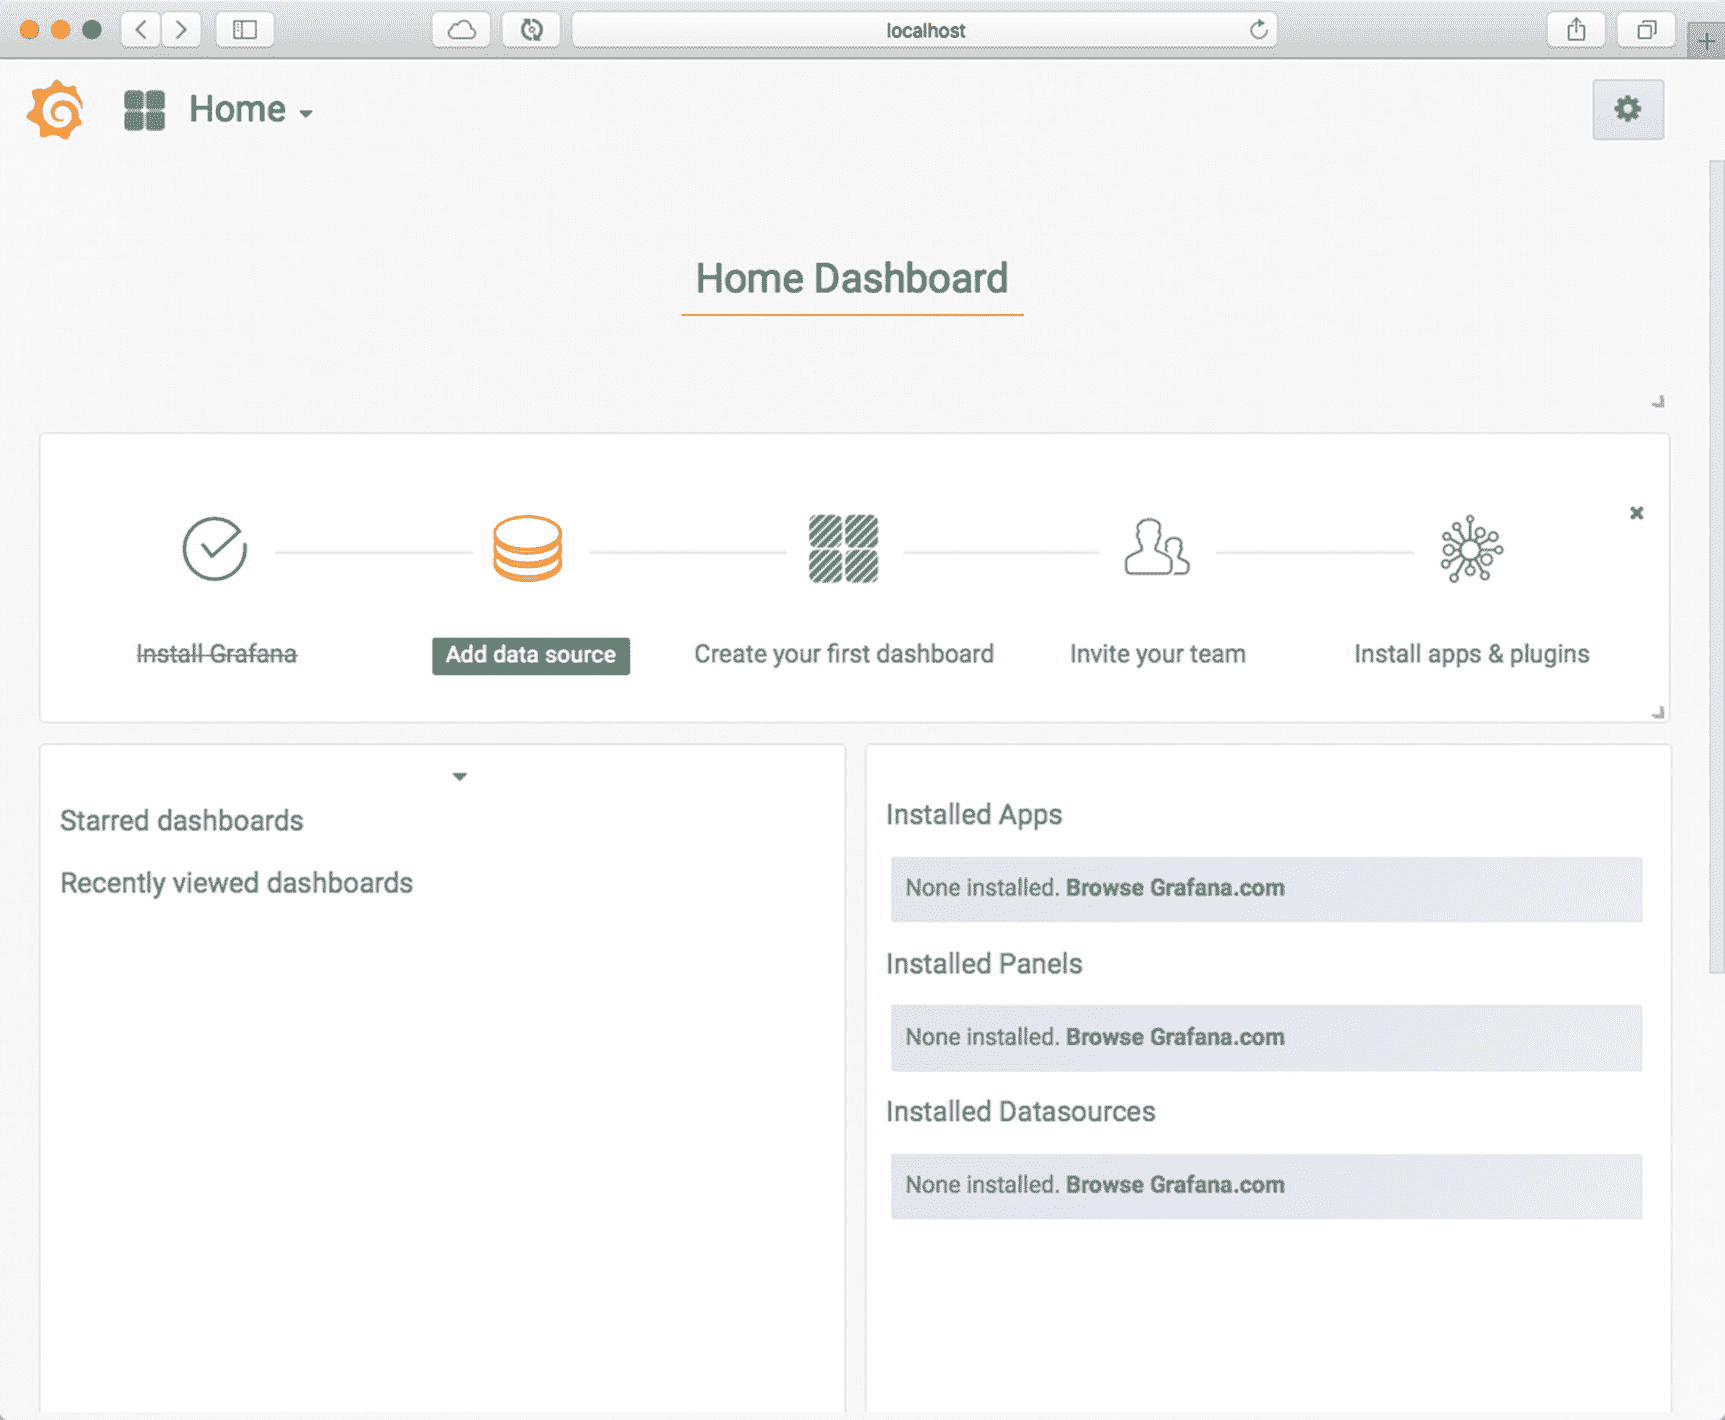 localhost
Home
Home Dashboard
Install Grafana
Add data source
Create your first dashboard
Invite your team
Install apps & plugins
Starred dashboards
Recently viewed dashboards
Installed Apps
None installed. Browse Grafana.com
Installed Panels
None installed. Browse Grafana.com
Installed Datasources
None installed. Browse Grafana.com